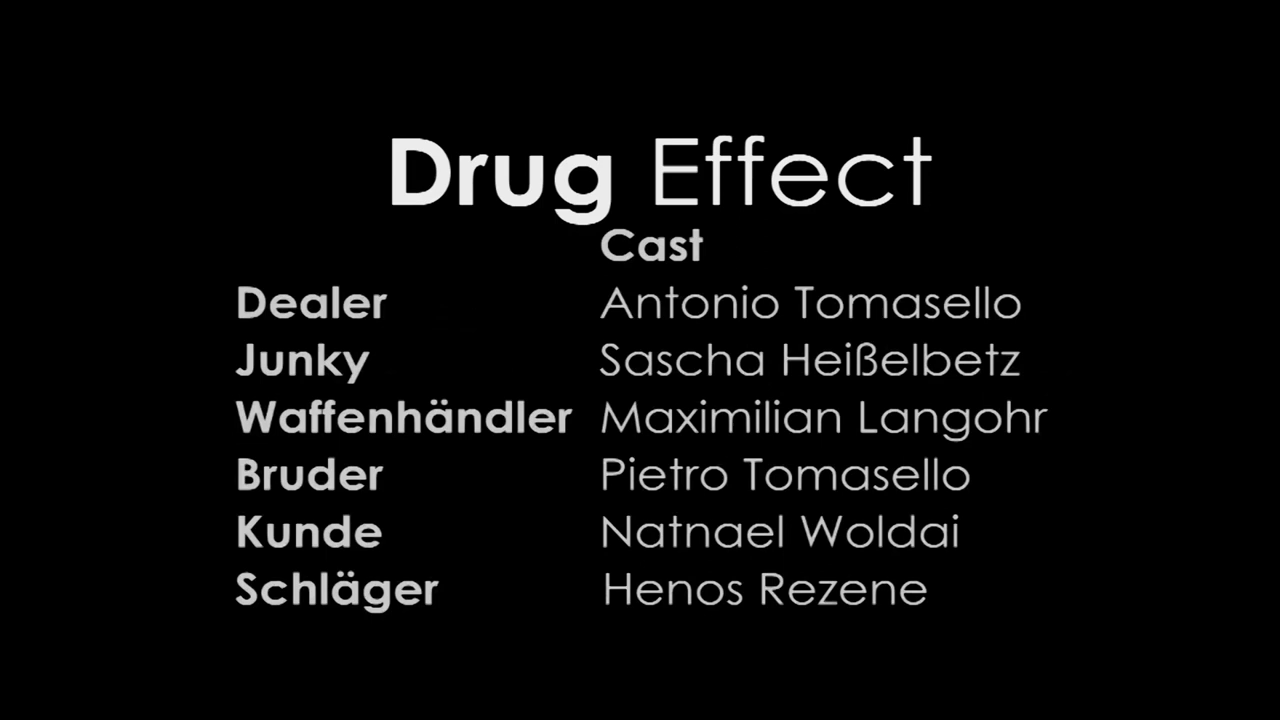 Drug Effect
Cast
Dealer Antonio Tomasello
Junky Sascha Heißelbetz
Waffenhändler Maximilian Langohr
Bruder Pietro Tomasello
Kunde Natnael Woldai
Schläger Henos Rezene